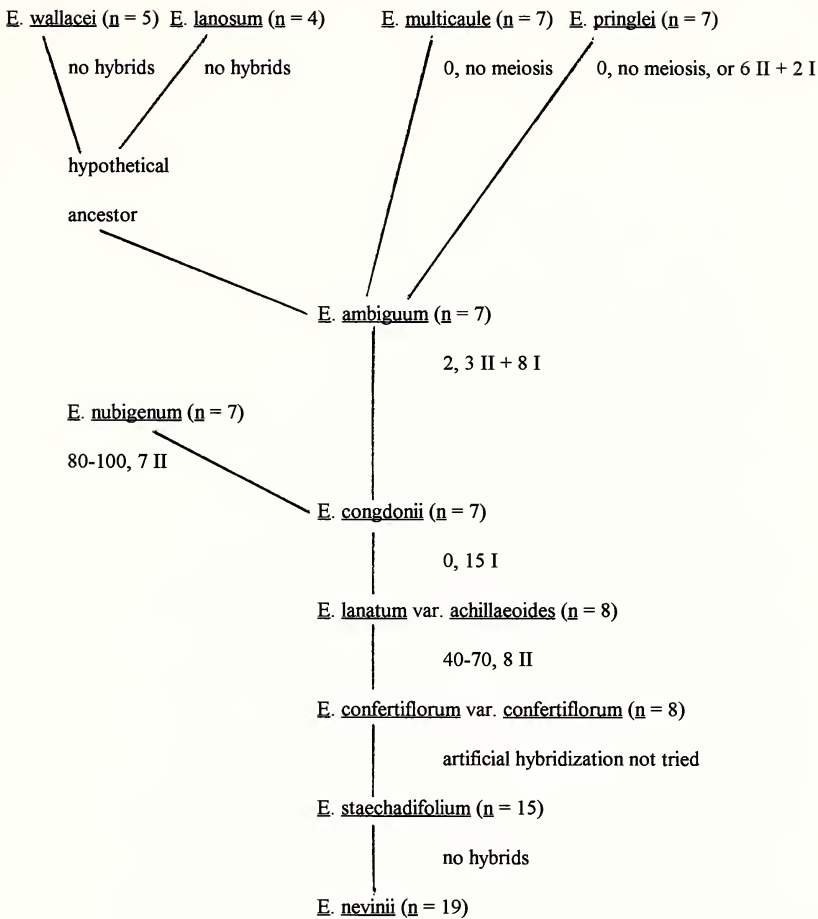 E. wallacei (n = 5) E. lanosum (n = 4) E. multicaule (n = 7) E. pringlei (n = 7)
no hybrids no hybrids 0, no meiosis 0, no meiosis, or 6 II + 2 I
hypothetical
ancestor
E. ambiguum (n = 7)
2, 3 II + 8 I
E. nubigenum (n = 7)
80-100, 7 II
E. congdonii (n = 7)
0, 15 I
E. lanatum var. achillaeoides (n = 8)
40-70, 8 II
E. confertiflorum var. confertiflorum (n = 8)
artificial hybridization not tried
E. staechadifolium (n = 15)
no hybrids
E. nevinii (n = 19)